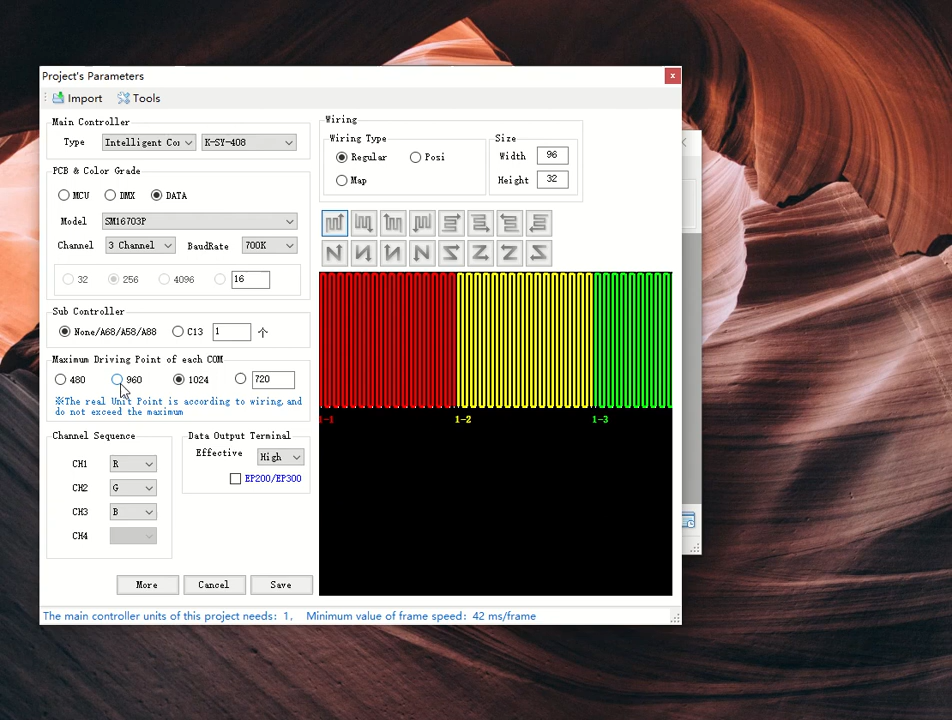 Project's Parameters
x
Import
Tools
Main Controller
Type
Intelligent Co
K-SY-408
PCB & Color Grade
MCU
DMX
DATA
Model
SM16703P
Channel
3 Channel
BaudRate
700K
32
256
4096
16
Sub Controller
None/A68/A58/A88
C13
1
个
Maximum Driving Point of each COM
480
960
1024
720
※The real Unit Point is according to wiring,and
do not exceed the maximum
Channel Sequence
CH1
R
CH2
G
CH3
B
CH4
Data Output Terminal
Effective
High
EP200/EP300
More
Cancel
Save
Wiring
Wiring Type
Regular
Posi
Map
Size
Width
96
Height
32
1-1
1-2
1-3
The main controller units of this project needs: 1, Minimum value of frame speed: 42 ms/frame